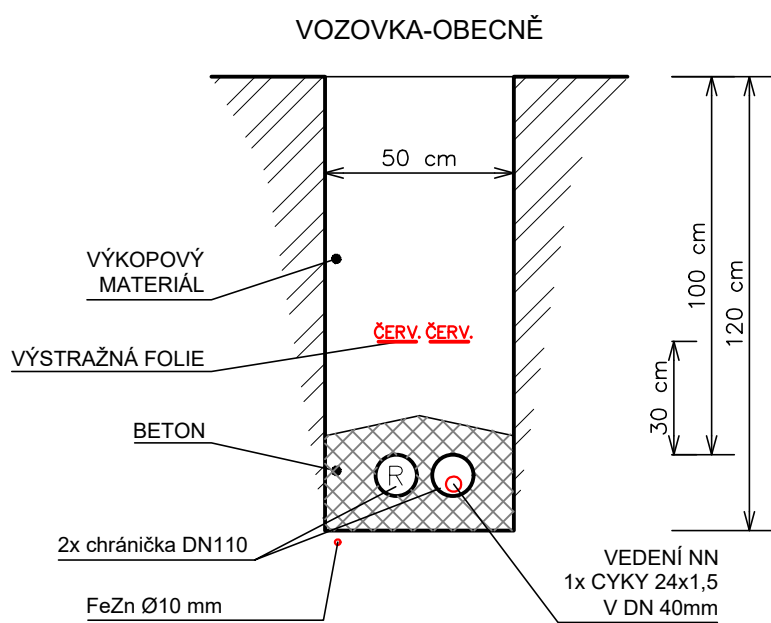 VOZOVKA-OBECNĚ
50 cm
VÝKOPOVÝ
MATERIÁL
100 cm
120 cm
ČERV. ČERV.
VÝSTRAŽNÁ FOLIE
30 cm
BETON
R
2x chránička DN110
VEDENÍ NN
1x CYKY 24x1,5
V DN 40mm
FeZn Ø10 mm